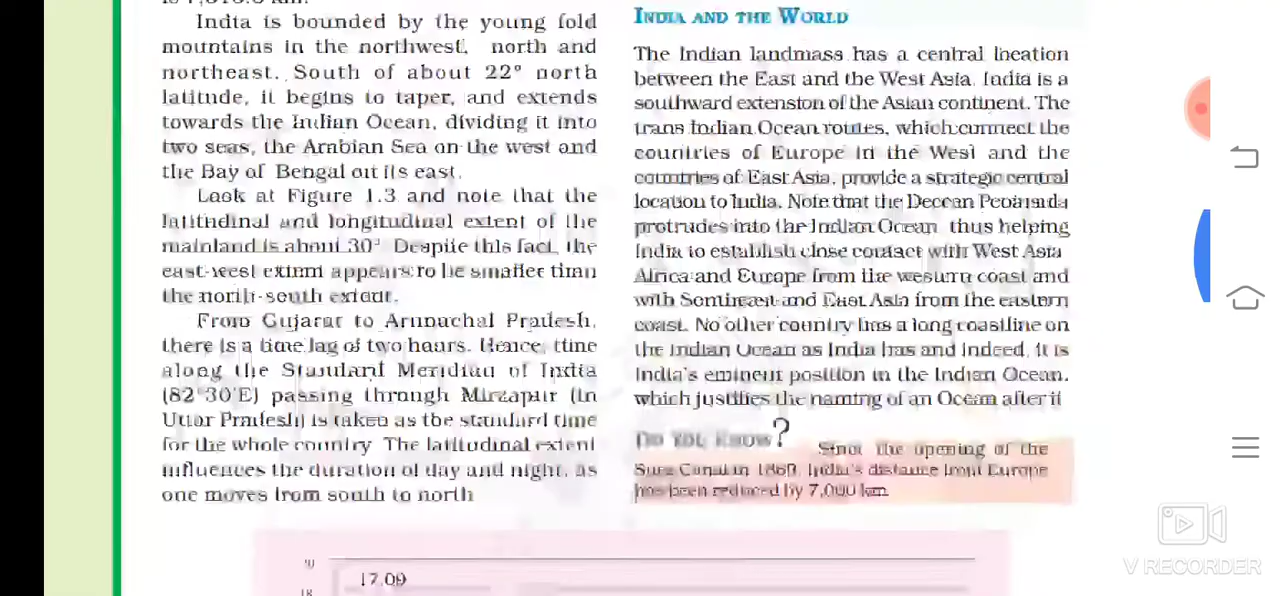 India is bounded by the young fold
mountains in the northwest, north and
northeast. South of about 22° north
latitude, it begins to taper, and extends
towards the Indian Ocean, dividing it into
two seas, the Arabian Sea on the west and
the Bay of Bengal on its east.
Look at Figure 1.3 and note that the
latitudinal and longitudinal extent of the
mainland is about 30°. Despite this fact, the
east-west extent appears to be smaller than
the north-south extent.
From Gujarat to Arunachal Pradesh,
there is a time lag of two hours. Hence, time
along the Standard Meridian of India
(82°30'E) passing through Mirzapur (in
Uttar Pradesh) is taken as the standard time
for the whole country. The latitudinal extent
influences the duration of day and night, as
one moves from south to north
INDIA AND THE WORLD
The Indian landmass has a central location
between the East and the West Asia. India is a
southward extension of the Asian continent. The
trans Indian Ocean routes, which connect the
countries of Europe in the West and the
countries of East Asia, provide a strategic central
location to India. Note that the Deccan Peninsula
protrudes into the Indian Ocean, thus helping
India to establish close contact with West Asia
Africa and Europe from the western coast and
with Southeast and East Asia from the eastern
coast. No other country has a long coastline on
the Indian Ocean as India has and indeed, it is
India's eminent position in the Indian Ocean,
which justifies the naming of an Ocean after it
DO YOU KNOW?
Since the opening of the
Suez Canal in 1869, India's distance from Europe
has been reduced by 7,000 km
17.09
18
V RECORDER